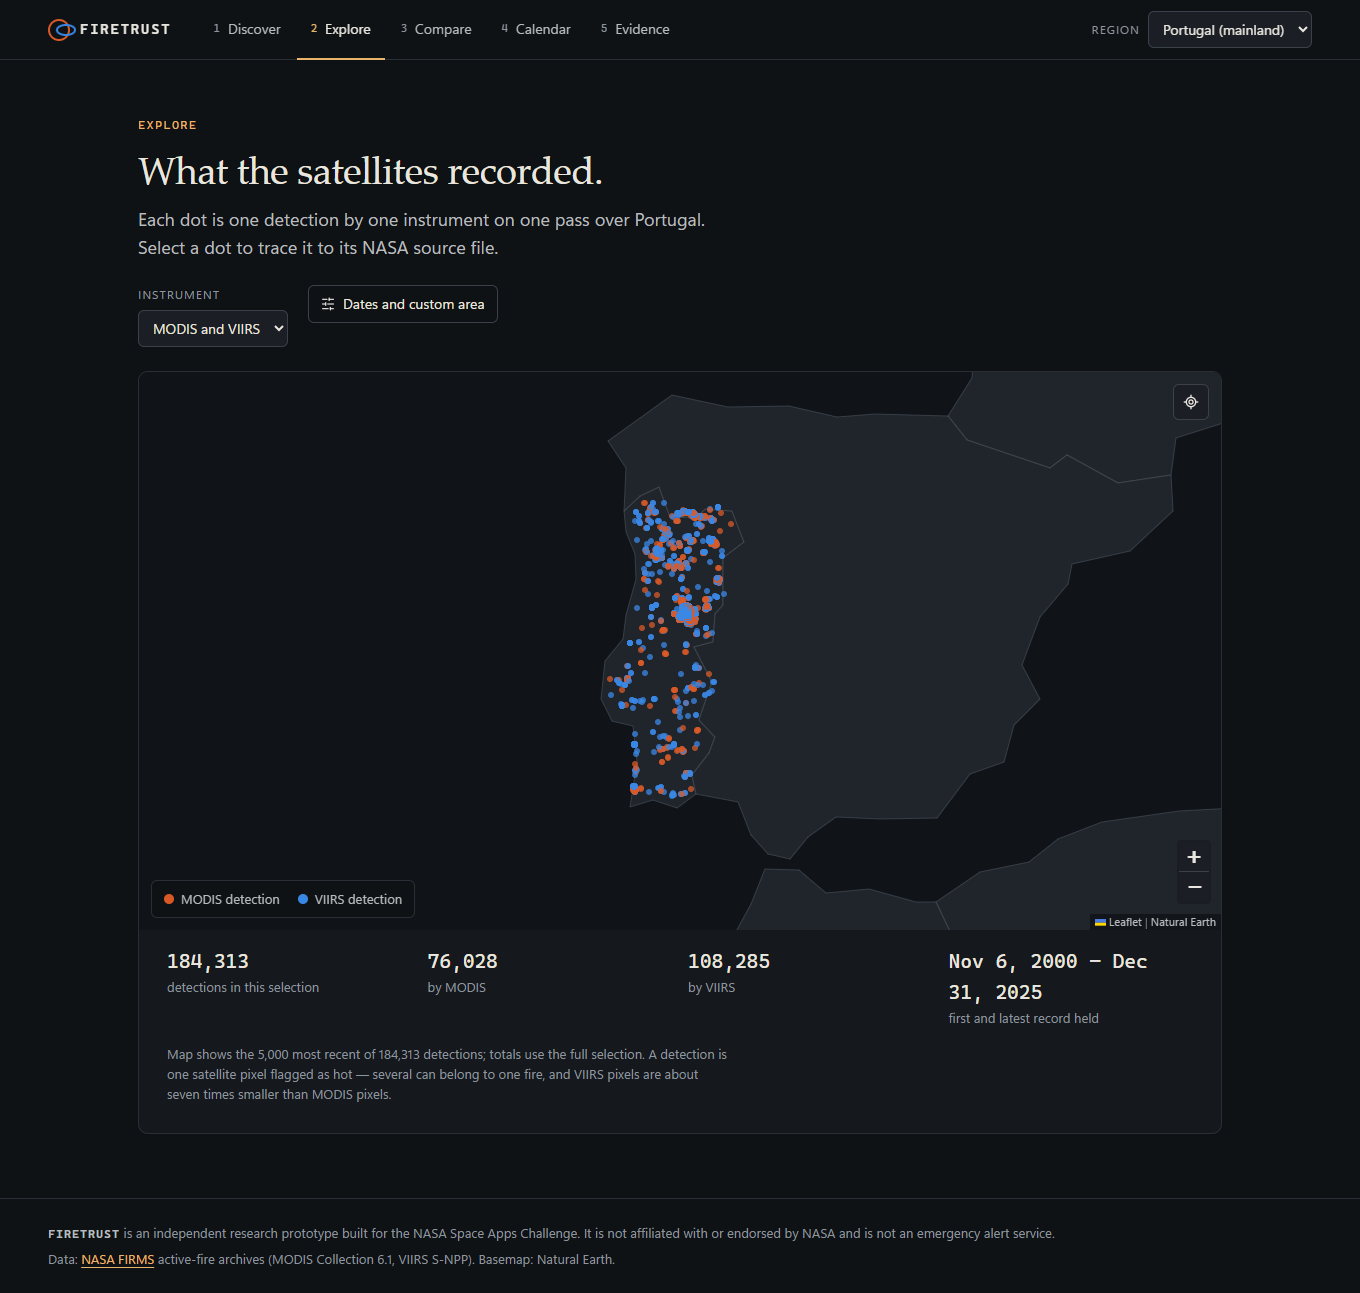 FIRETRUST
1 Discover
2 Explore
3 Compare
4 Calendar
5 Evidence
REGION
Portugal (mainland)
EXPLORE
What the satellites recorded.
Each dot is one detection by one instrument on one pass over Portugal.
Select a dot to trace it to its NASA source file.
INSTRUMENT
MODIS and VIIRS
Dates and custom area
+
−
MODIS detection
VIIRS detection
Leaflet | Natural Earth
184,313
detections in this selection
76,028
by MODIS
108,285
by VIIRS
Nov 6, 2000 – Dec
31, 2025
first and latest record held
Map shows the 5,000 most recent of 184,313 detections; totals use the full selection. A detection is
one satellite pixel flagged as hot — several can belong to one fire, and VIIRS pixels are about
seven times smaller than MODIS pixels.
FIRETRUST is an independent research prototype built for the NASA Space Apps Challenge. It is not affiliated with or endorsed by NASA and is not an emergency alert service.
Data: NASA FIRMS active-fire archives (MODIS Collection 6.1, VIIRS S-NPP). Basemap: Natural Earth.